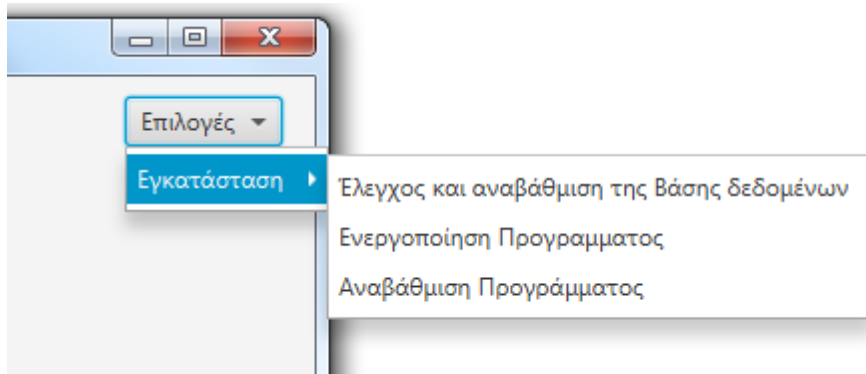 Επιλογές
Εγκατάσταση
Έλεγχος και αναβάθμιση της Βάσης δεδομένων
Ενεργοποίηση Προγραμματος
Αναβάθμιση Προγράμματος